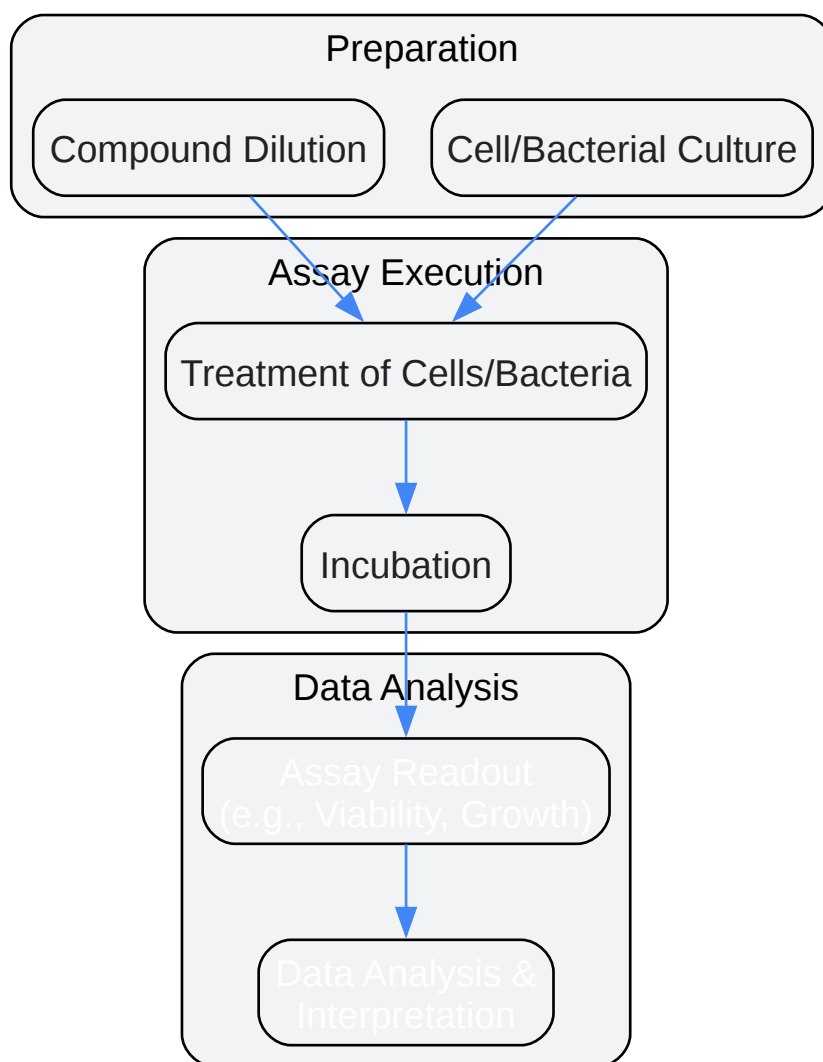 Preparation
Compound Dilution
Cell/Bacterial Culture
Assay Execution
Treatment of Cells/Bacteria
Incubation
Data Analysis
Assay Readout
(e.g., Viability, Growth)
Data Analysis &
Interpretation